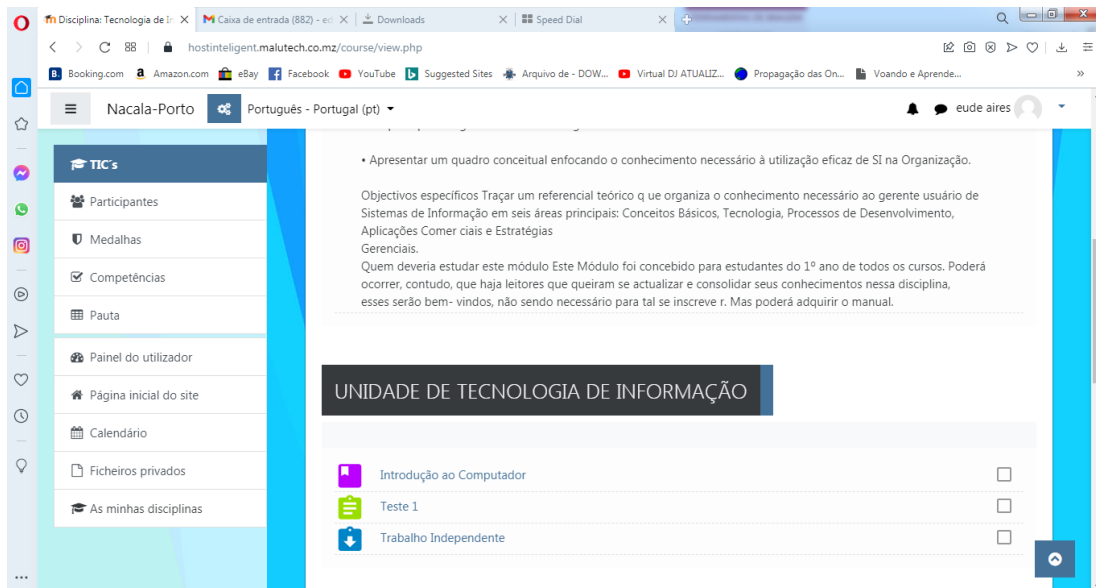 Disciplina: Tecnologia de In
Caixa de entrada (882) - ed
Downloads
Speed Dial
hostinteligent.malutech.co.mz/course/view.php
Booking.com
Amazon.com
eBay
Facebook
YouTube
Suggested Sites
Arquivo de - DOW...
Virtual DJ ATUALIZ...
Propagação das On...
Voando e Aprende...
Nacala-Porto
Português - Portugal (pt)
eude aires
TIC´s
Participantes
Medalhas
Competências
Pauta
Painel do utilizador
Página inicial do site
Calendário
Ficheiros privados
As minhas disciplinas
• Apresentar um quadro conceitual enfocando o conhecimento necessário à utilização eficaz de SI na Organização.
Objectivos específicos Traçar um referencial teórico q ue organiza o conhecimento necessário ao gerente usuário de
Sistemas de Informação em seis áreas principais: Conceitos Básicos, Tecnologia, Processos de Desenvolvimento,
Aplicações Comer ciais e Estratégias
Gerenciais.
Quem deveria estudar este módulo Este Módulo foi concebido para estudantes do 1º ano de todos os cursos. Poderá
ocorrer, contudo, que haja leitores que queiram se actualizar e consolidar seus conhecimentos nessa disciplina,
esses serão bem- vindos, não sendo necessário para tal se inscreve r. Mas poderá adquirir o manual.
UNIDADE DE TECNOLOGIA DE INFORMAÇÃO
Introdução ao Computador
Teste 1
Trabalho Independente